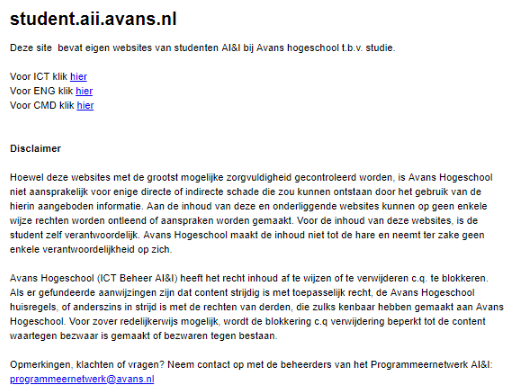 student.aii.avans.nl
Deze site bevat eigen websites van studenten AI&I bij Avans hogeschool t.b.v. studie.
Voor ICT klik hier
Voor ENG klik hier
Voor CMD klik hier
Disclaimer
Hoewel deze websites met de grootst mogelijke zorgvuldigheid gecontroleerd worden, is Avans Hogeschool
niet aansprakelijk voor enige directe of indirecte schade die zou kunnen ontstaan door het gebruik van de
hierin aangeboden informatie. Aan de inhoud van deze en onderliggende websites kunnen op geen enkele
wijze rechten worden ontleend of aanspraken worden gemaakt. Voor de inhoud van deze websites, is de
student zelf verantwoordelijk. Avans Hogeschool maakt de inhoud niet tot de hare en neemt ter zake geen
enkele verantwoordelijkheid op zich.
Avans Hogeschool (ICT Beheer AI&I) heeft het recht inhoud af te wijzen of te verwijderen c.q. te blokkeren.
Als er gefundeerde aanwijzingen zijn dat content strijdig is met toepasselijk recht, de Avans Hogeschool
huisregels, of anderszins in strijd is met de rechten van derden, die zulks kenbaar hebben gemaakt aan Avans
Hogeschool. Voor zover redelijkerwijs mogelijk, wordt de blokkering c.q verwijdering beperkt tot de content
waartegen bezwaar is gemaakt of bezwaren tegen bestaan.
Opmerkingen, klachten of vragen? Neem contact op met de beheerders van het Programmeernetwerk AI&I:
programmeernetwerk@avans.nl